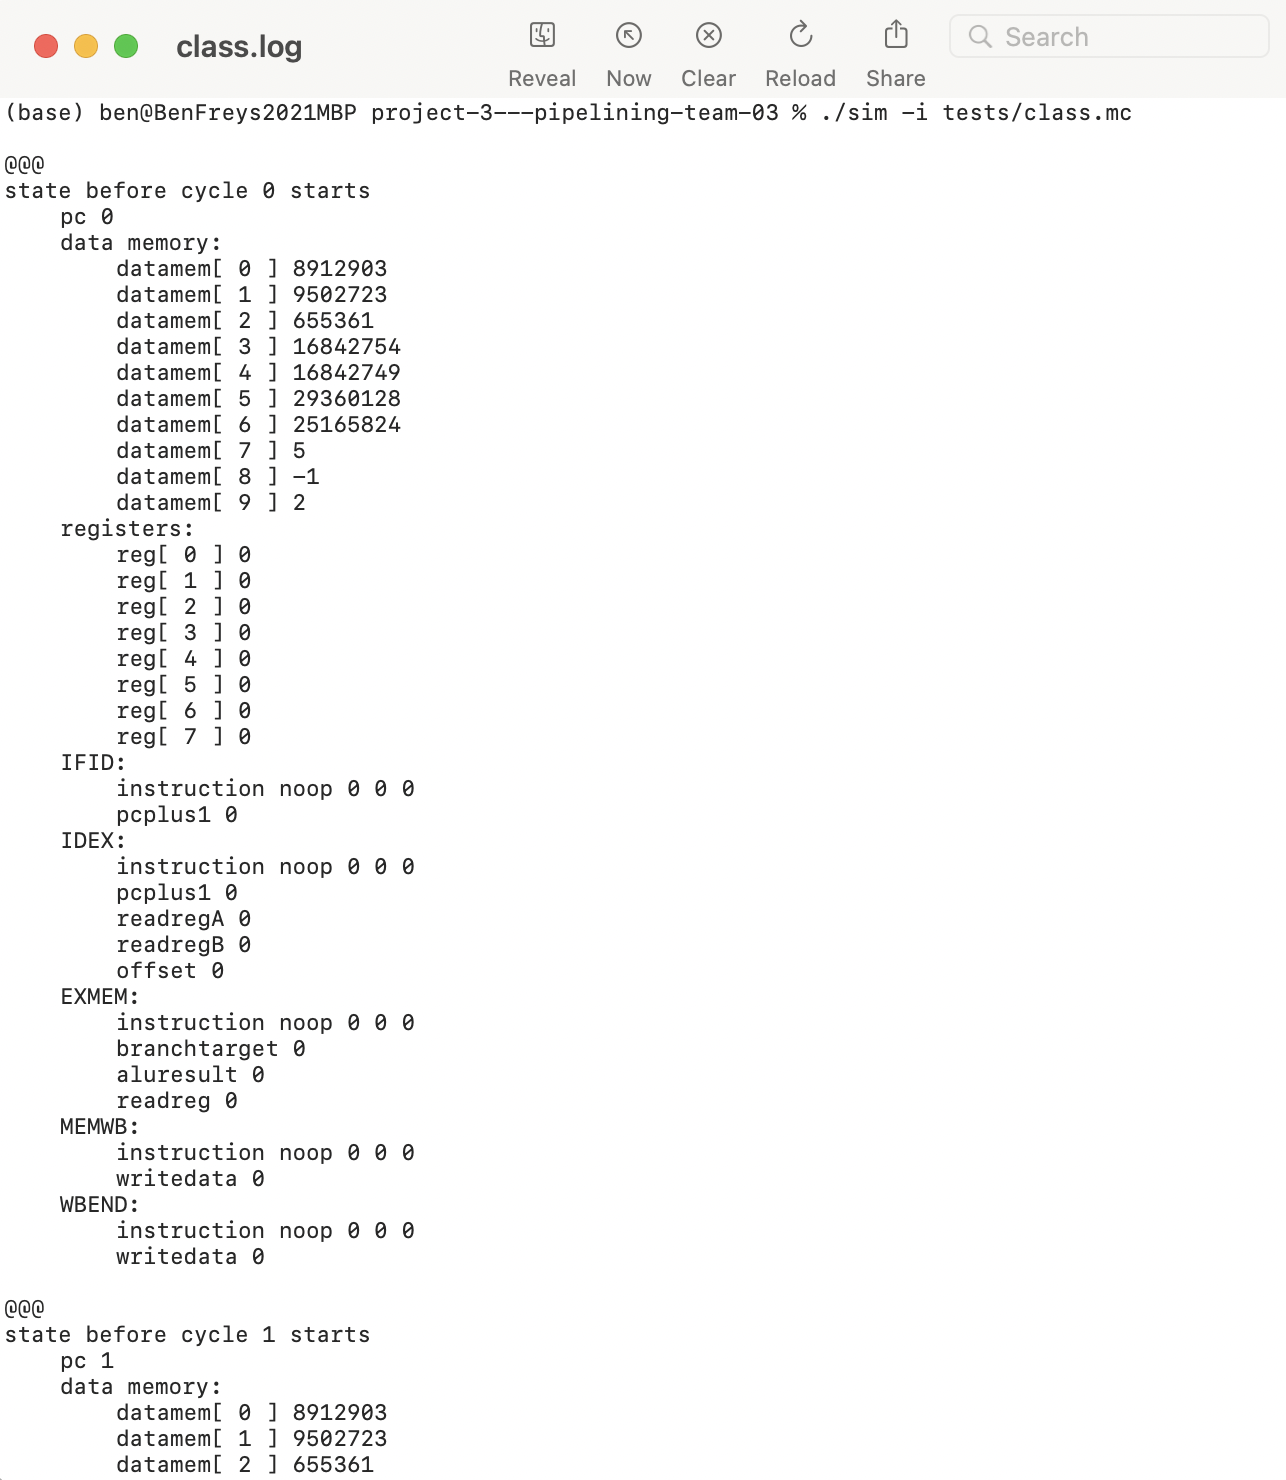 class.log
Reveal Now Clear Reload Share Search
(base) ben@BenFreys2021MBP project-3---pipelining-team-03 % ./sim -i tests/class.mc
@@@
state before cycle 0 starts
pc 0
data memory:
datamem[ 0 ] 8912903
datamem[ 1 ] 9502723
datamem[ 2 ] 655361
datamem[ 3 ] 16842754
datamem[ 4 ] 16842749
datamem[ 5 ] 29360128
datamem[ 6 ] 25165824
datamem[ 7 ] 5
datamem[ 8 ] -1
datamem[ 9 ] 2
registers:
reg[ 0 ] 0
reg[ 1 ] 0
reg[ 2 ] 0
reg[ 3 ] 0
reg[ 4 ] 0
reg[ 5 ] 0
reg[ 6 ] 0
reg[ 7 ] 0
IFID:
instruction noop 0 0 0
pcplus1 0
IDEX:
instruction noop 0 0 0
pcplus1 0
readregA 0
readregB 0
offset 0
EXMEM:
instruction noop 0 0 0
branchtarget 0
aluresult 0
readreg 0
MEMWB:
instruction noop 0 0 0
writedata 0
WBEND:
instruction noop 0 0 0
writedata 0
@@@
state before cycle 1 starts
pc 1
data memory:
datamem[ 0 ] 8912903
datamem[ 1 ] 9502723
datamem[ 2 ] 655361